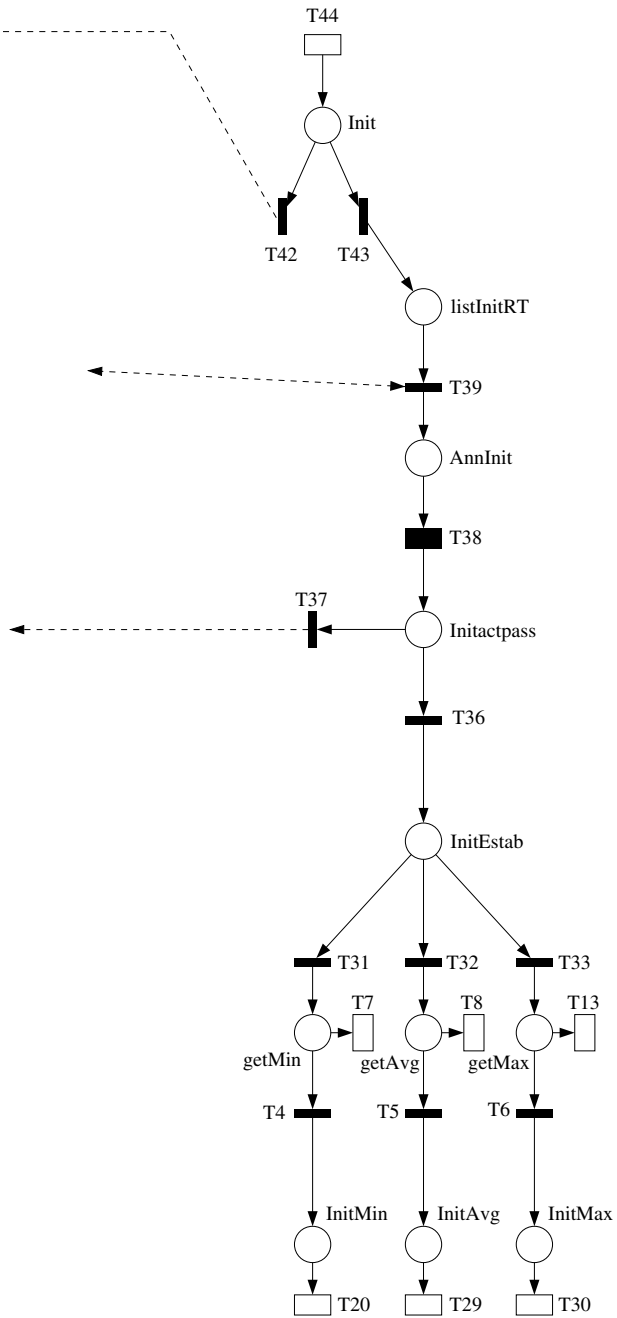 T44
Init
T42
T43
listInitRT
T39
AnnInit
T38
T37
Initactpass
T36
InitEstab
T31
T32
T33
T7
T8
T13
getMin
getAvg
getMax
T4
T5
T6
InitMin
InitAvg
InitMax
T20
T29
T30